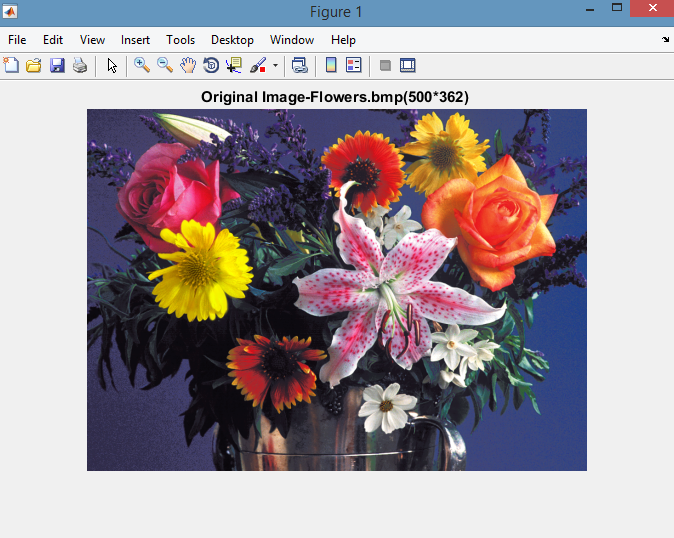 Figure 1
File Edit View Insert Tools Desktop Window Help
Original Image-Flowers.bmp(500*362)